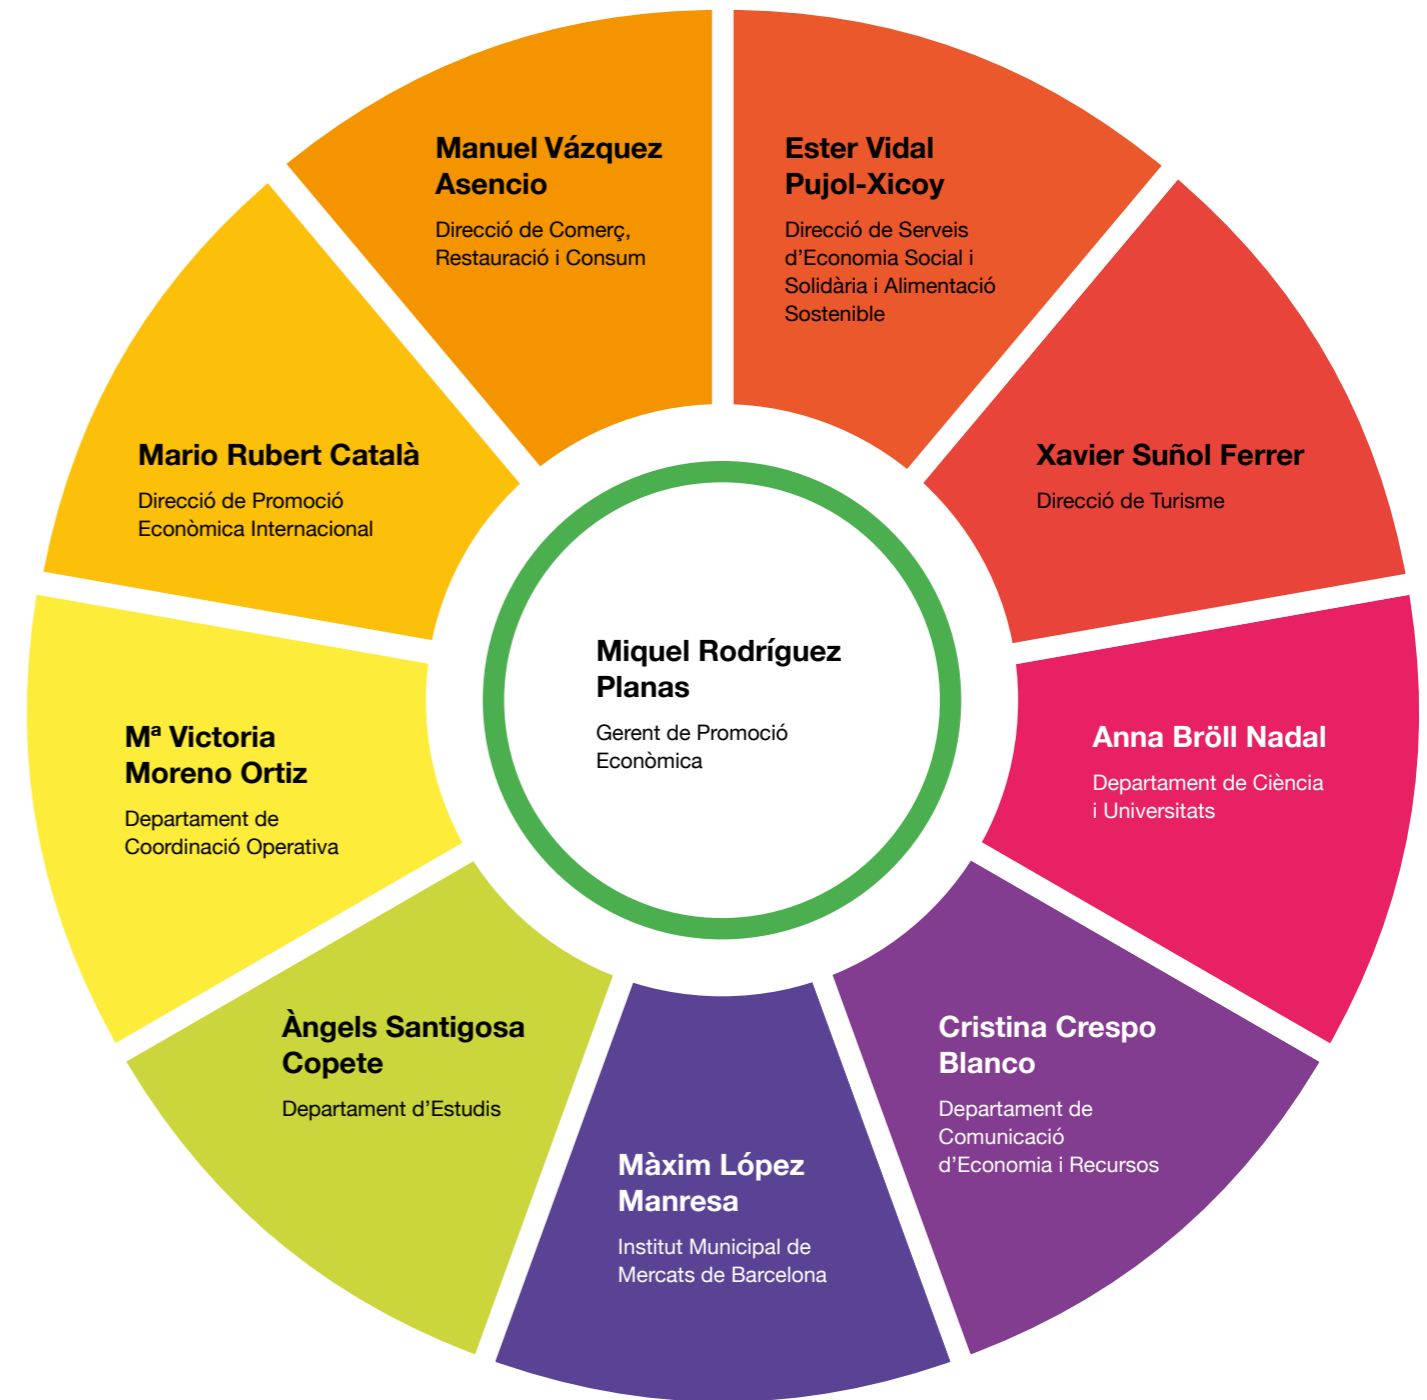 Manuel Vázquez
Asencio
Direcció de Comerç,
Restauració i Consum
Ester Vidal
Pujol-Xicoy
Direcció de Serveis
d’Economia Social i
Solidària i Alimentació
Sostenible
Mario Rubert Català
Direcció de Promoció
Econòmica Internacional
Xavier Suñol Ferrer
Direcció de Turisme
Miquel Rodríguez
Planas
Gerent de Promoció
Econòmica
Mª Victoria
Moreno Ortiz
Departament de
Coordinació Operativa
Anna Bröll Nadal
Departament de Ciència
i Universitats
Àngels Santigosa
Copete
Departament d’Estudis
Cristina Crespo
Blanco
Departament de
Comunicació
d’Economia i Recursos
Màxim López
Manresa
Institut Municipal de
Mercats de Barcelona